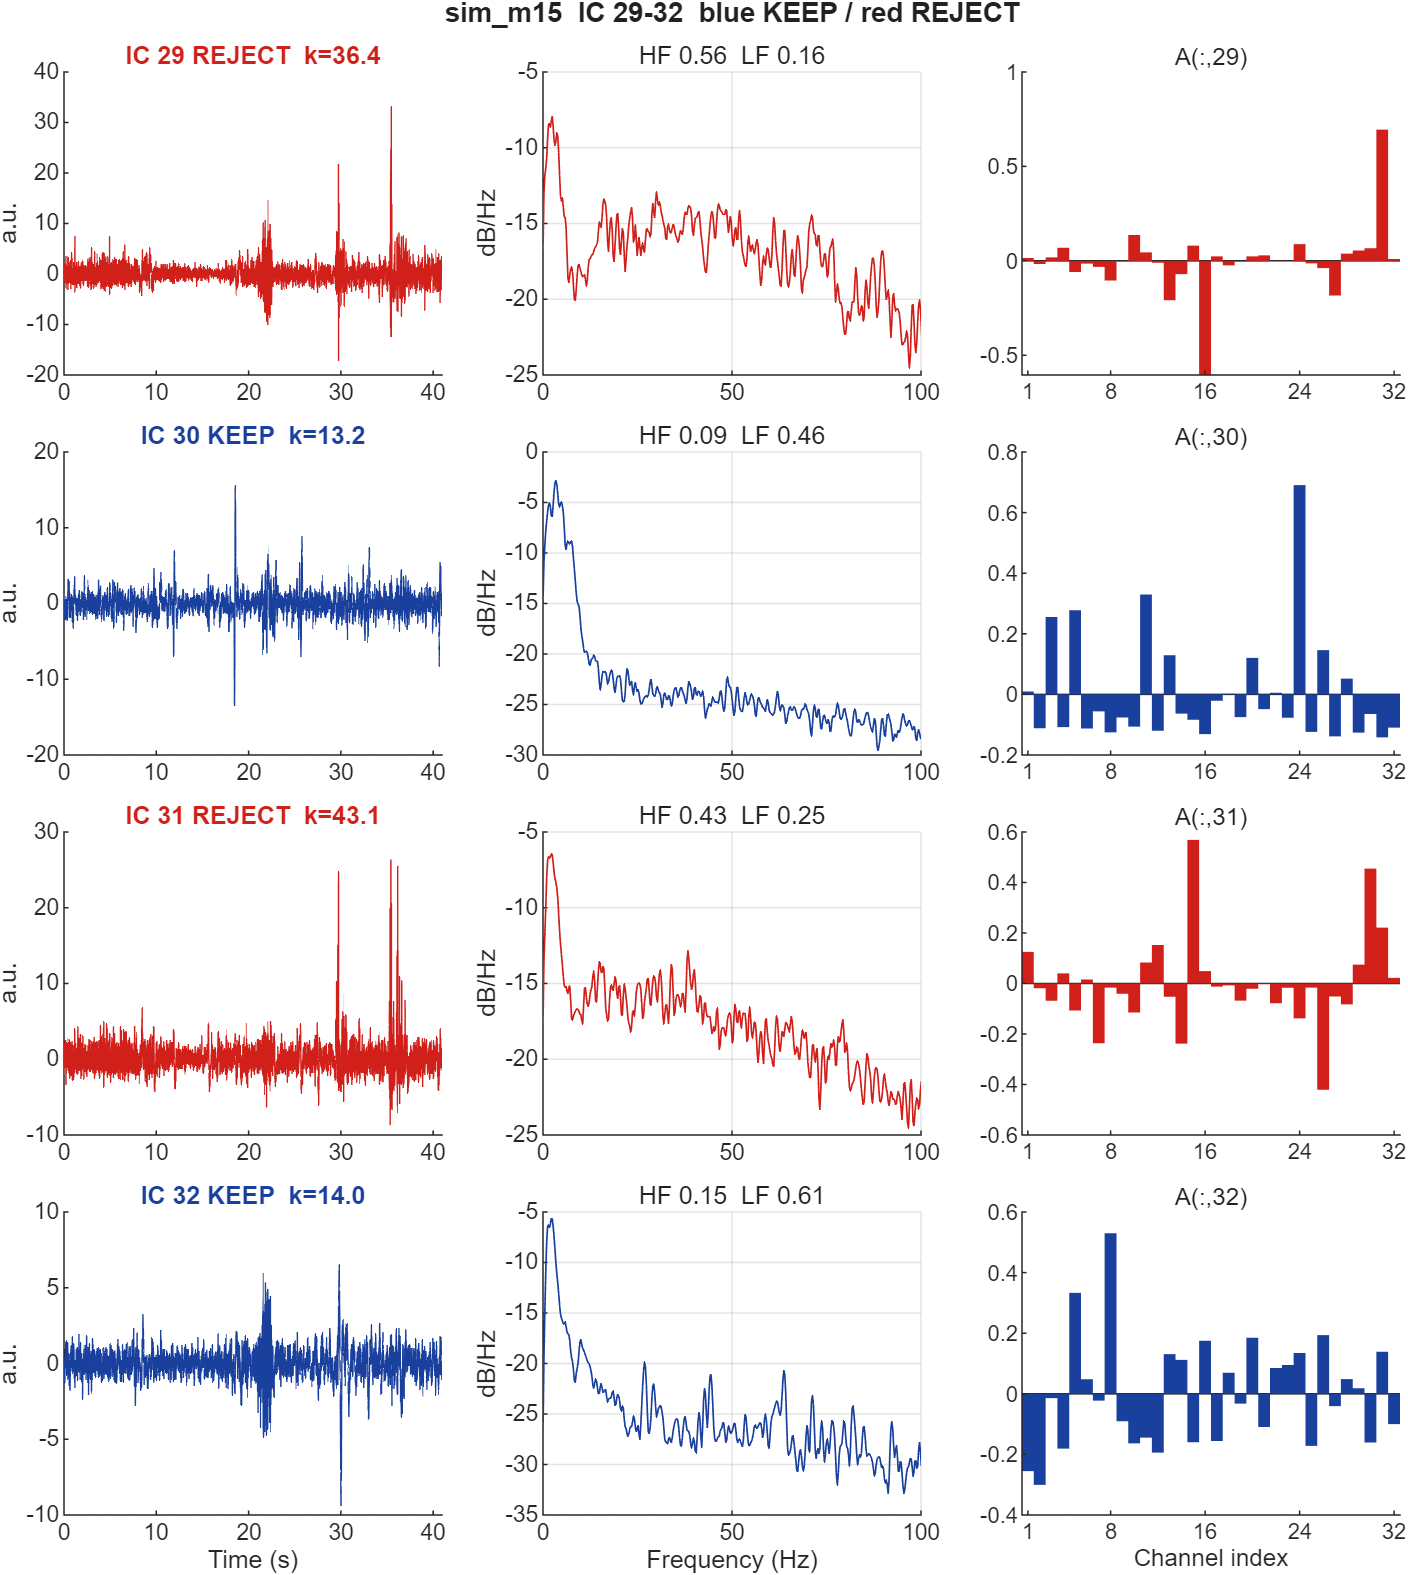 sim_m15  IC 29-32  blue KEEP / red REJECT
IC 29 REJECT  k=36.4
HF 0.56  LF 0.16
A(:,29)
40
30
20
10
0
-10
-20
a.u.
0 10 20 30 40
-5
-10
-15
-20
-25
dB/Hz
0 50 100
1
0.5
0
-0.5
1 8 16 24 32
IC 30 KEEP  k=13.2
HF 0.09  LF 0.46
A(:,30)
20
10
0
-10
-20
a.u.
0 10 20 30 40
0
-5
-10
-15
-20
-25
-30
dB/Hz
0 50 100
0.8
0.6
0.4
0.2
0
-0.2
1 8 16 24 32
IC 31 REJECT  k=43.1
HF 0.43  LF 0.25
A(:,31)
30
20
10
0
-10
a.u.
0 10 20 30 40
-5
-10
-15
-20
-25
dB/Hz
0 50 100
0.6
0.4
0.2
0
-0.2
-0.4
-0.6
1 8 16 24 32
IC 32 KEEP  k=14.0
HF 0.15  LF 0.61
A(:,32)
10
5
0
-5
-10
a.u.
0 10 20 30 40
Time (s)
-5
-10
-15
-20
-25
-30
-35
dB/Hz
0 50 100
Frequency (Hz)
0.6
0.4
0.2
0
-0.2
-0.4
1 8 16 24 32
Channel index